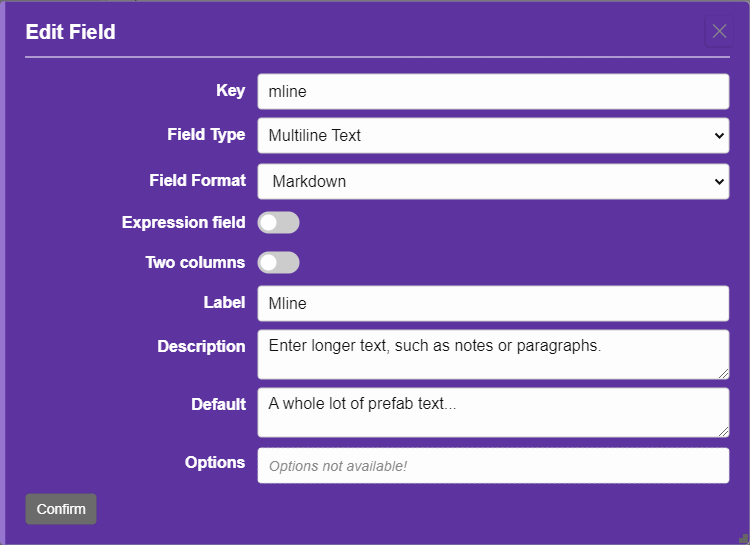 Edit Field
Key mline
Field Type Multiline Text
Field Format Markdown
Expression field
Two columns
Label Mline
Description Enter longer text, such as notes or paragraphs.
Default A whole lot of prefab text...
Options Options not available!
Confirm